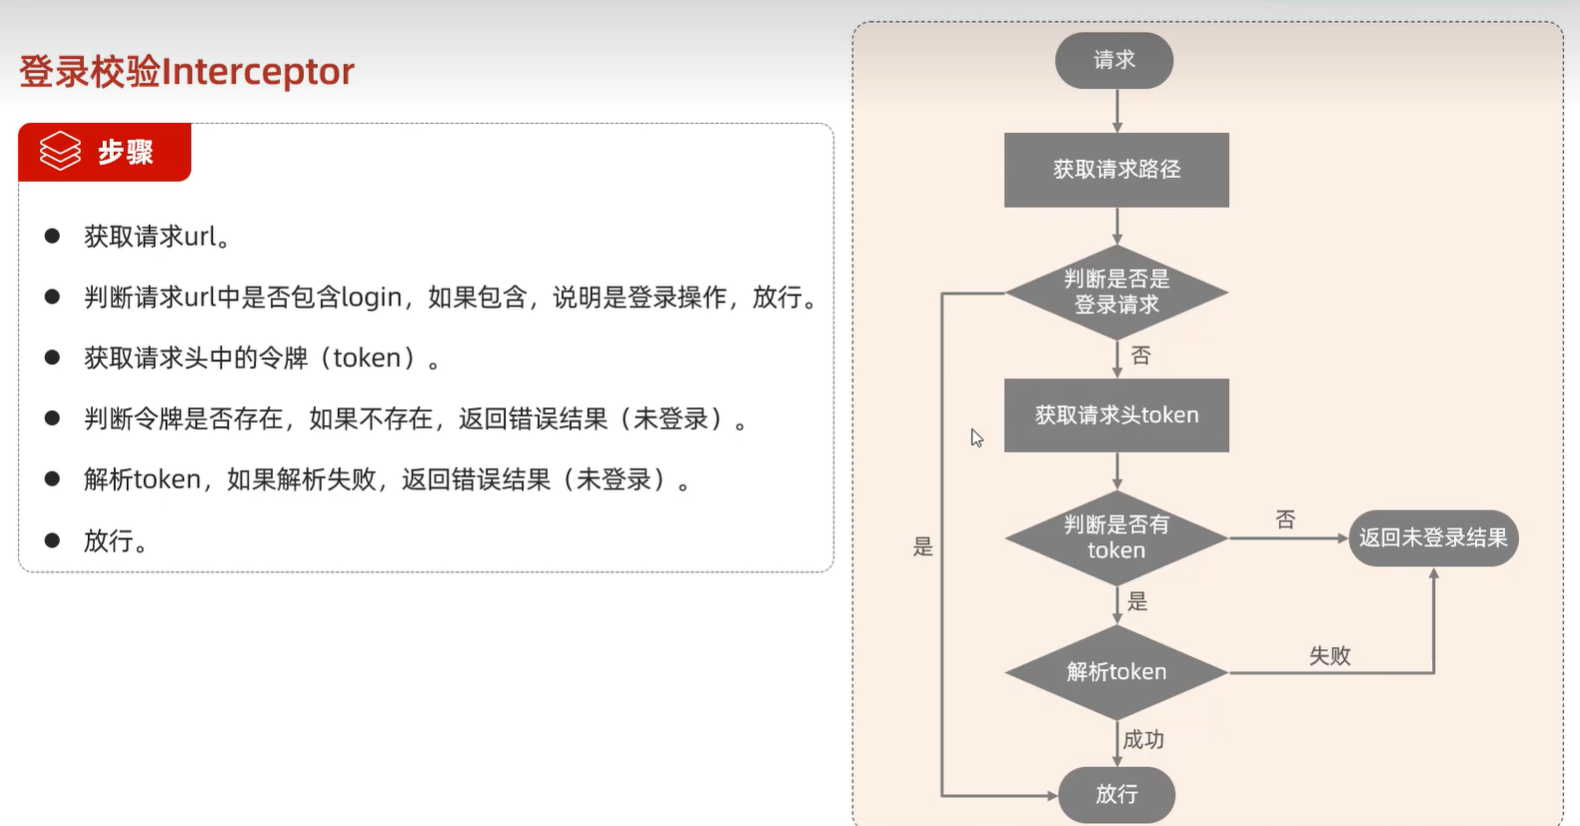 登录校验Interceptor
步骤
获取请求url。
判断请求url中是否包含login，如果包含，说明是登录操作，放行。
获取请求头中的令牌（token）。
判断令牌是否存在，如果不存在，返回错误结果（未登录）。
解析token，如果解析失败，返回错误结果（未登录）。
放行。
请求
获取请求路径
判断是否是
登录请求
否
获取请求头token
判断是否有
token
否
返回未登录结果
是
是
解析token
失败
成功
放行